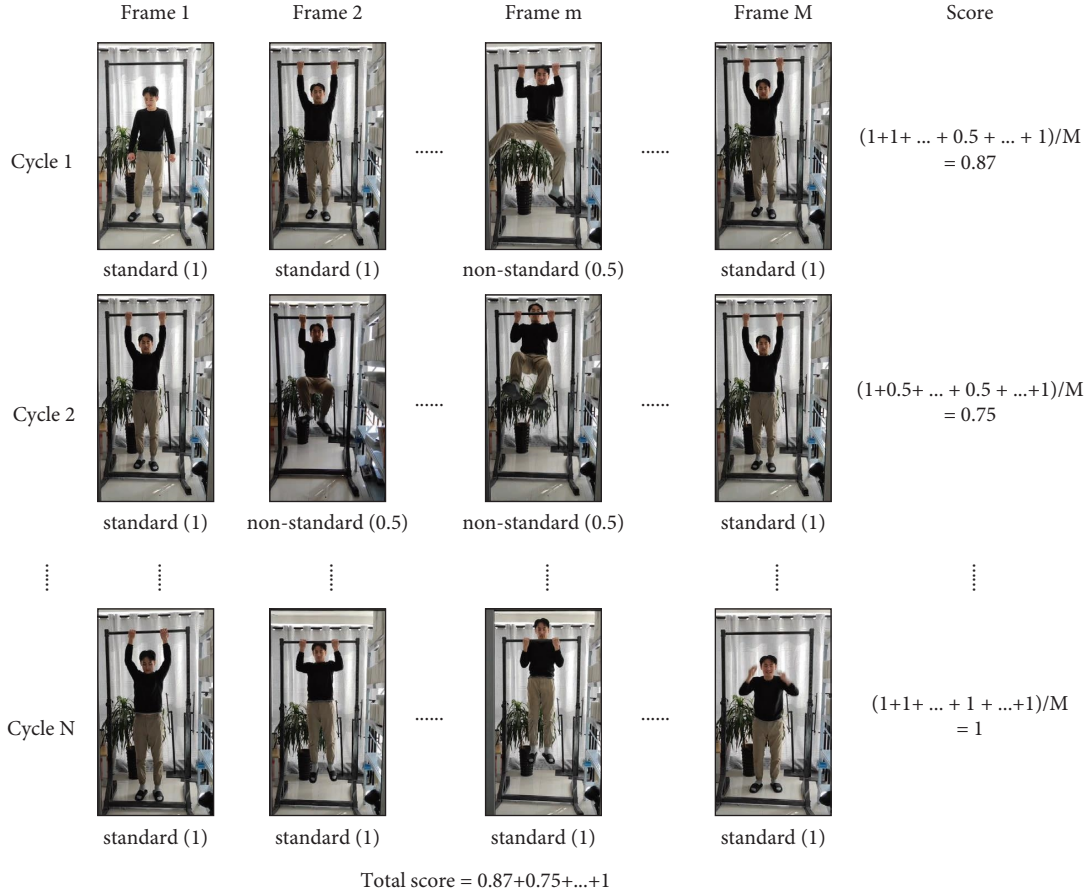 Frame 1 Frame 2 Frame m Frame M Score
Cycle 1 ...... ...... (1+1+ ... + 0.5 + ... + 1)/M
= 0.87
standard (1) standard (1) non-standard (0.5) standard (1)
Cycle 2 ...... ...... (1+0.5+ ... + 0.5 + ...+1)/M
= 0.75
standard (1) non-standard (0.5) non-standard (0.5) standard (1)
...... ...... ...... ...... ...... ......
Cycle N ...... ...... (1+1+ ... + 1 + ...+1)/M
= 1
standard (1) standard (1) standard (1) standard (1)
Total score = 0.87+0.75+...+1